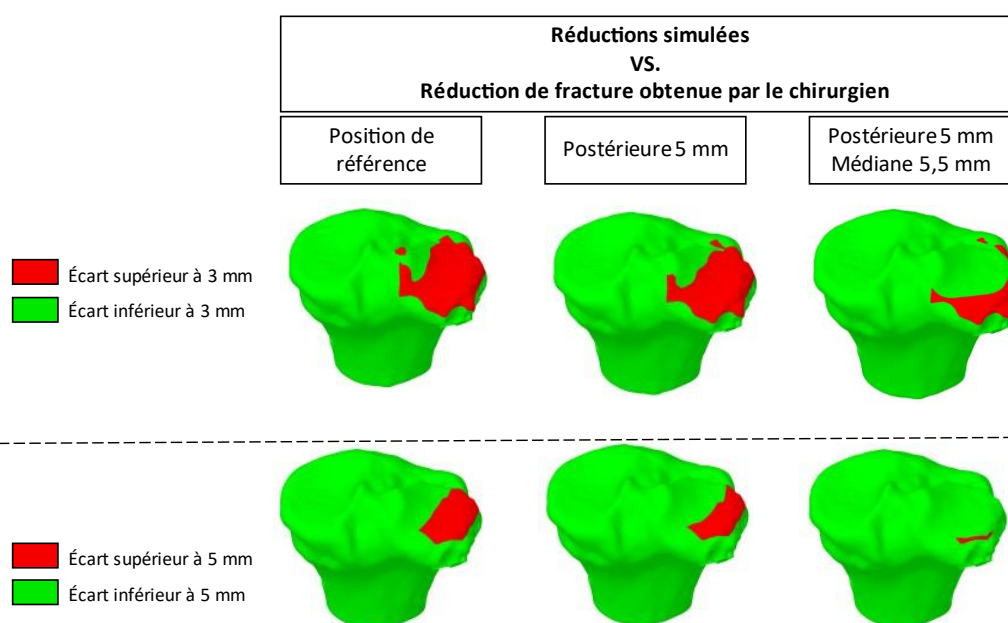 Réductions simulées
VS.
Réduction de fracture obtenue par le chirurgien
Position de
référence
Postérieure 5 mm
Postérieure 5 mm
Médiane 5,5 mm
Écart supérieur à 3 mm
Écart inférieur à 3 mm
Écart supérieur à 5 mm
Écart inférieur à 5 mm